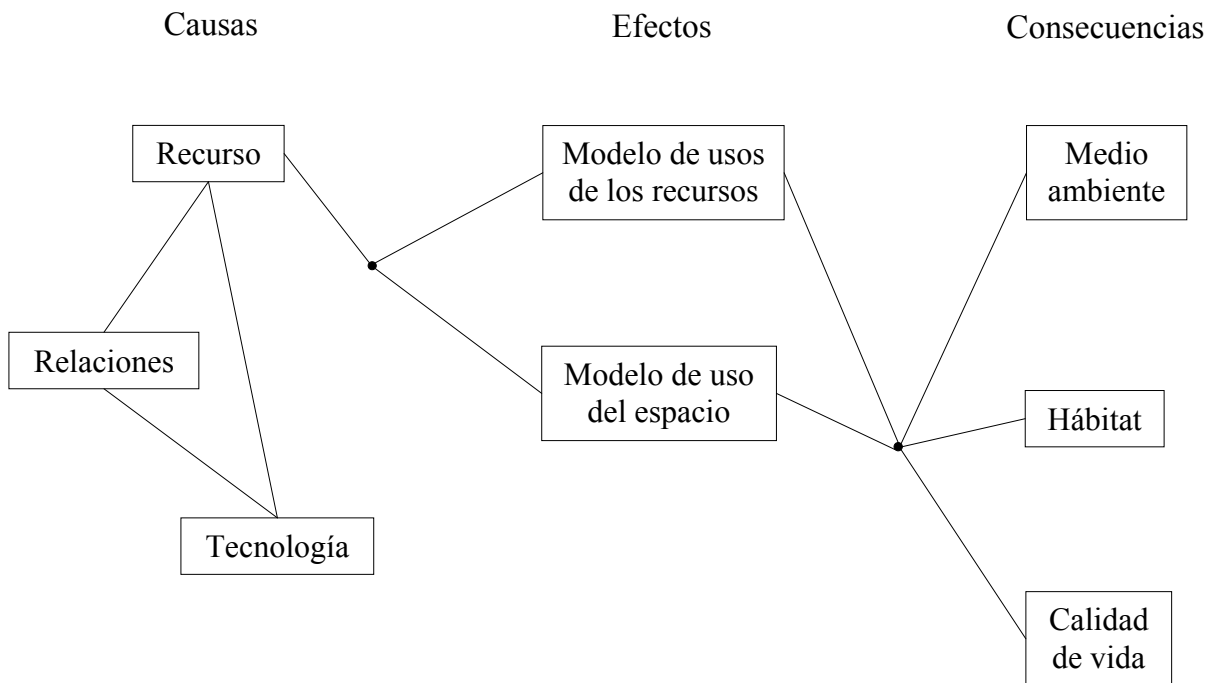 Causas
Efectos
Consecuencias
Recurso
Modelo de usos
de los recursos
Medio
ambiente
Relaciones
Modelo de uso
del espacio
Hábitat
Tecnología
Calidad
de vida